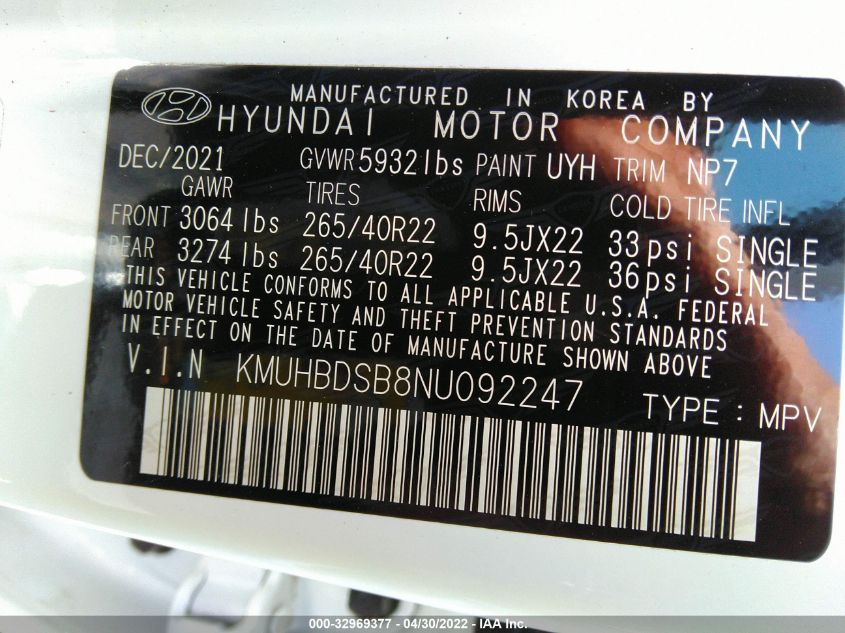 MANUFACTURED IN KOREA BY
HYUNDAI MOTOR COMPANY
DEC/2021 GVWR 5932 lbs PAINT UYH TRIM NP7
GAWR TIRES RIMS COLD TIRE INFL
FRONT 3064 lbs 265/40R22 9.5JX22 33psi SINGLE
REAR 3274 lbs 265/40R22 9.5JX22 36psi SINGLE
THIS VEHICLE CONFORMS TO ALL APPLICABLE U.S.A. FEDERAL
MOTOR VEHICLE SAFETY AND THEFT PREVENTION STANDARDS
IN EFFECT ON THE DATE OF MANUFACTURE SHOWN ABOVE
V.I.N KMUHBDSB8NU092247 TYPE : MPV
000-32969377 - 04/30/2022 - IAA Inc.